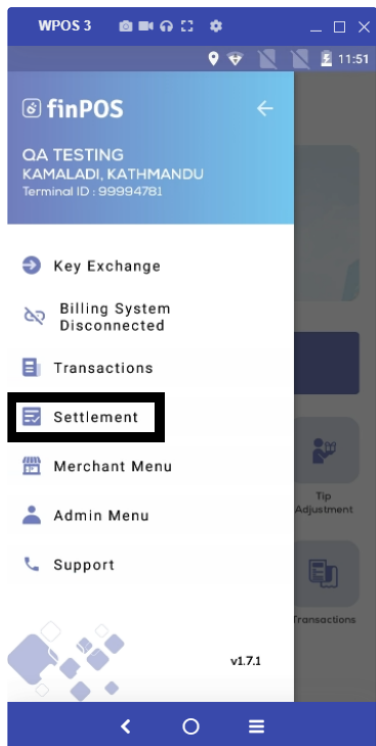 WPOS 3
11:51
finPOS
QA TESTING
KAMALADI, KATHMANDU
Terminal ID : 99994781
Key Exchange
Billing System
Disconnected
Transactions
Settlement
Merchant Menu
Admin Menu
Support
Tip
Adjustment
Transactions
v1.7.1